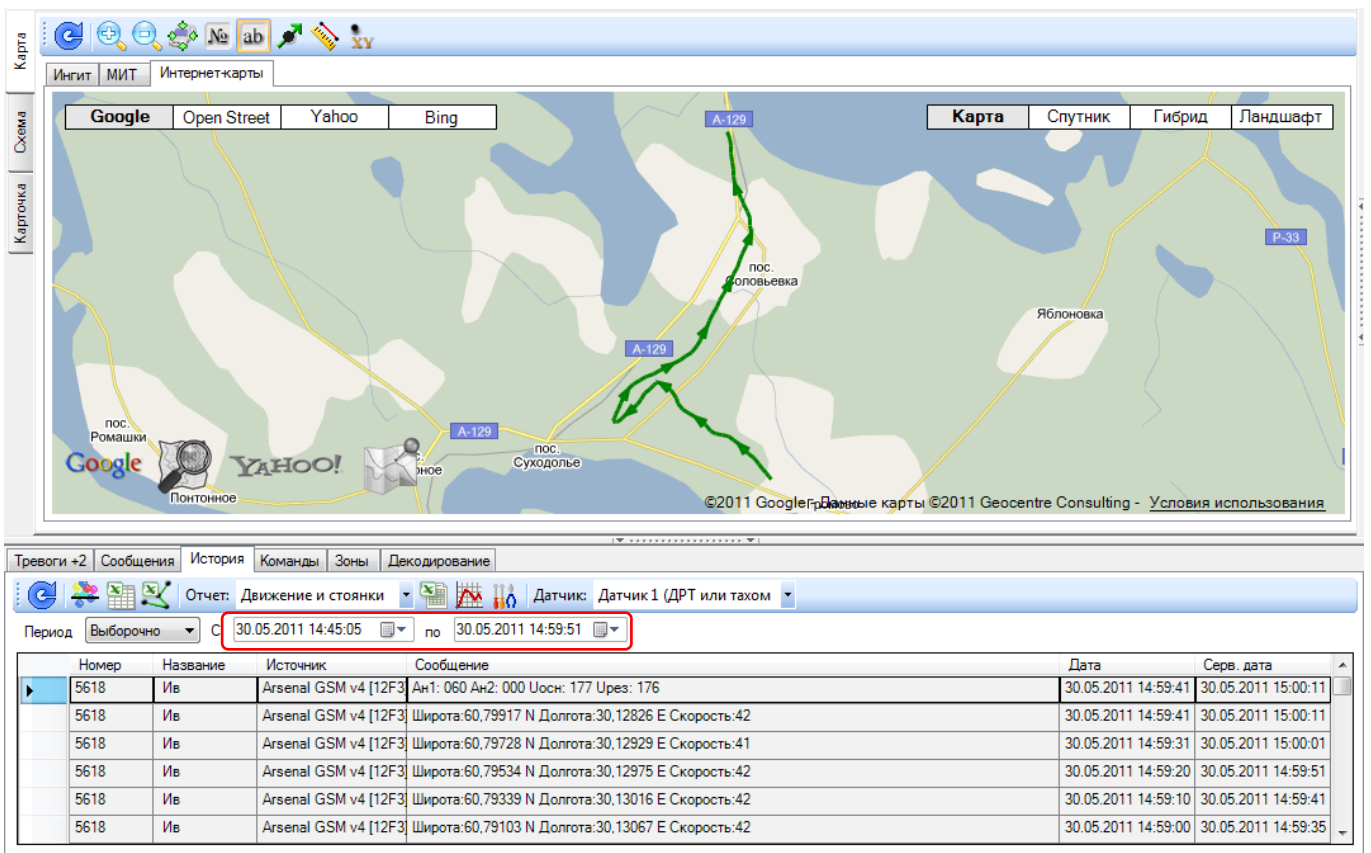 Карта
Схема
Карточка
№ ab XY
Ингит МИТ Интернет-карты
Google Open Street Yahoo Bing
Карта Спутник Гибрид Ландшафт
A-129
P-33
пос.
Соловьевка
Яблоновка
A-129
пос.
Ромашки
A-129
пос.
Суходолье
Google YAHOO!
Понтонное
©2011 Google - Данные карты ©2011 Geocentre Consulting - Условия использования
Тревоги +2 Сообщения История Команды Зоны Декодирование
Отчет: Движение и стоянки Датчик: Датчик 1 (ДРТ или тахом
Период Выборочно С 30.05.2011 14:45:05 по 30.05.2011 14:59:51
Номер Название Источник Сообщение Дата Серв. дата
5618 Ив Arsenal GSM v4 [12F3] Ан1: 060 Ан2: 000 Uосн: 177 Uрез: 176 30.05.2011 14:59:41 30.05.2011 15:00:11
5618 Ив Arsenal GSM v4 [12F3] Широта:60,79917 N Долгота:30,12826 E Скорость:42 30.05.2011 14:59:41 30.05.2011 15:00:11
5618 Ив Arsenal GSM v4 [12F3] Широта:60,79728 N Долгота:30,12929 E Скорость:41 30.05.2011 14:59:31 30.05.2011 15:00:01
5618 Ив Arsenal GSM v4 [12F3] Широта:60,79534 N Долгота:30,12975 E Скорость:42 30.05.2011 14:59:20 30.05.2011 14:59:51
5618 Ив Arsenal GSM v4 [12F3] Широта:60,79339 N Долгота:30,13016 E Скорость:42 30.05.2011 14:59:10 30.05.2011 14:59:41
5618 Ив Arsenal GSM v4 [12F3] Широта:60,79103 N Долгота:30,13067 E Скорость:42 30.05.2011 14:59:00 30.05.2011 14:59:35